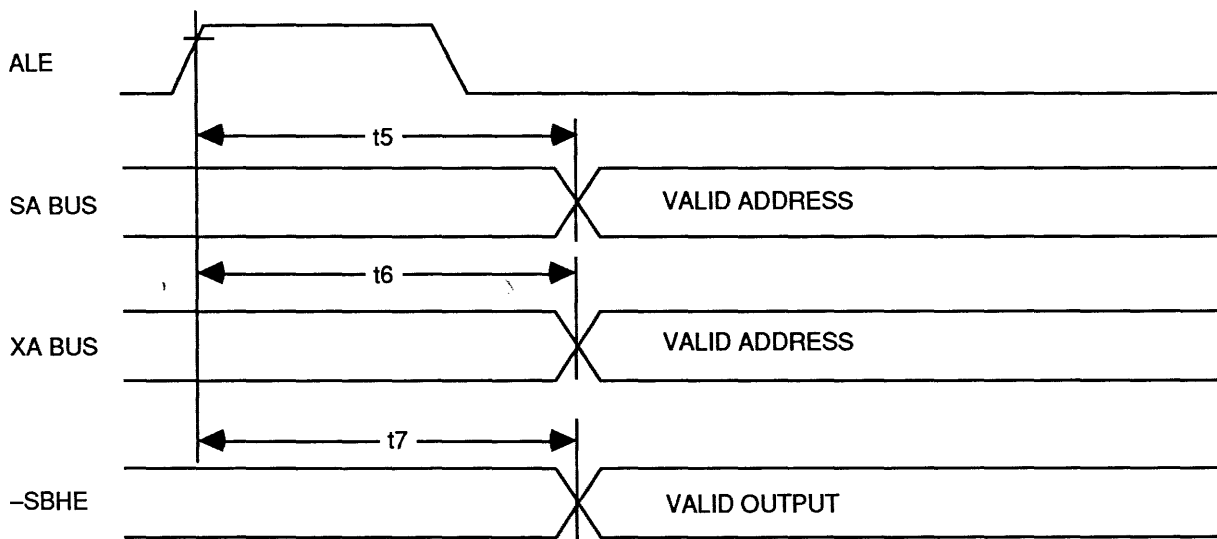 ALE
t5
SA BUS
VALID ADDRESS
t6
XA BUS
VALID ADDRESS
t7
–SBHE
VALID OUTPUT